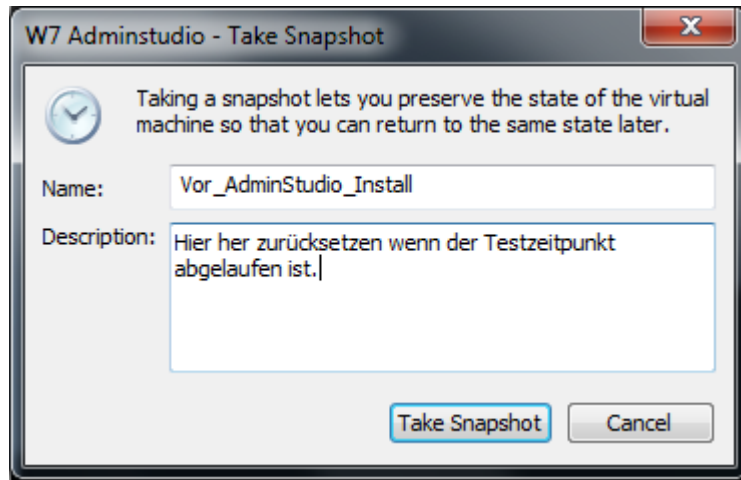 W7 Adminstudio - Take Snapshot
Taking a snapshot lets you preserve the state of the virtual
machine so that you can return to the same state later.
Name: Vor_AdminStudio_Install
Description: Hier her zurücksetzen wenn der Testzeitpunkt
abgelaufen ist.
Take Snapshot Cancel